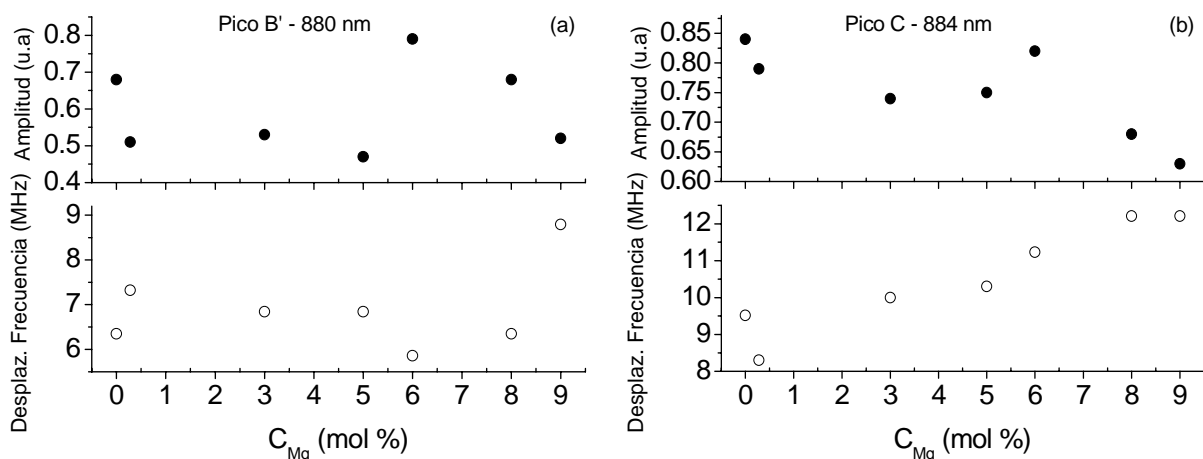 Pico B' - 880 nm
(a)
Amplitud (u.a)
0.8
0.7
0.6
0.5
0.4
Desplaz. Frecuencia (MHz)
9
8
7
6
0 1 2 3 4 5 6 7 8 9
C_Mg (mol %)
Pico C - 884 nm
(b)
Amplitud (u.a)
0.85
0.80
0.75
0.70
0.65
0.60
Desplaz. Frecuencia (MHz)
12
11
10
9
8
0 1 2 3 4 5 6 7 8 9
C_Mg (mol %)